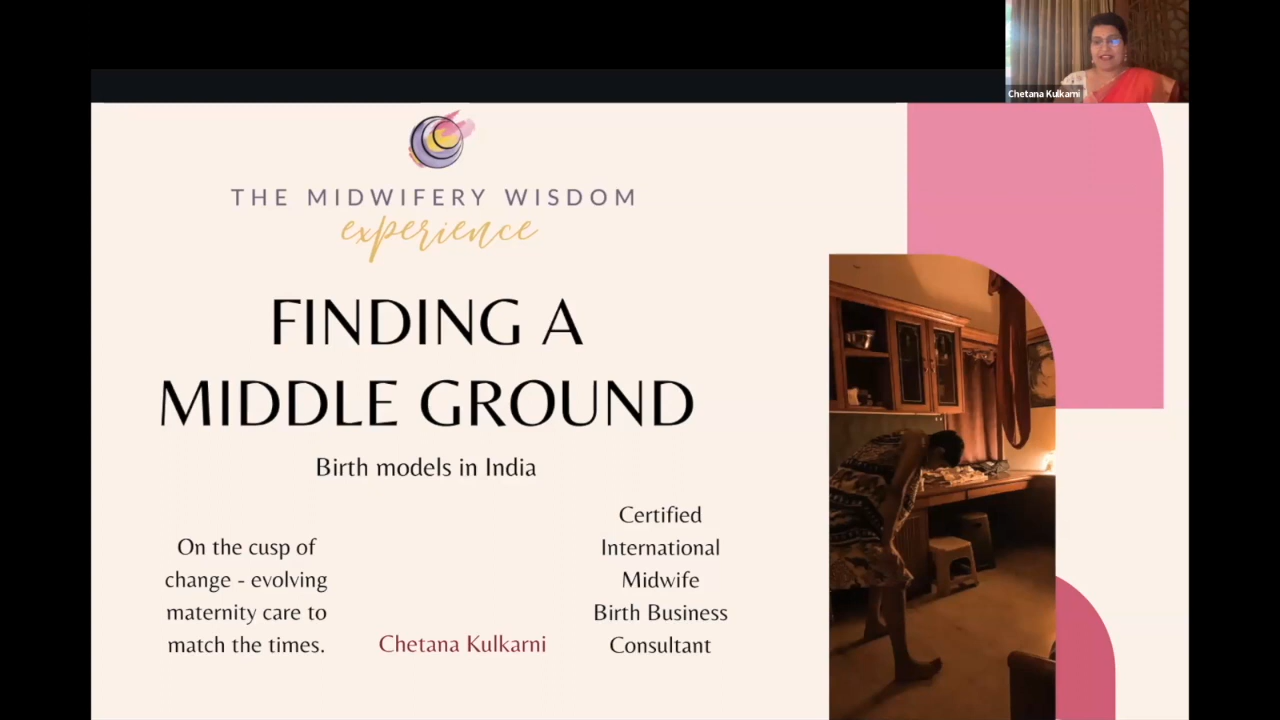 Chetana Kulkarni
THE MIDWIFERY WISDOM
experience
FINDING A
MIDDLE GROUND
Birth models in India
On the cusp of
change - evolving
maternity care to
match the times.
Chetana Kulkarni
Certified
International
Midwife
Birth Business
Consultant